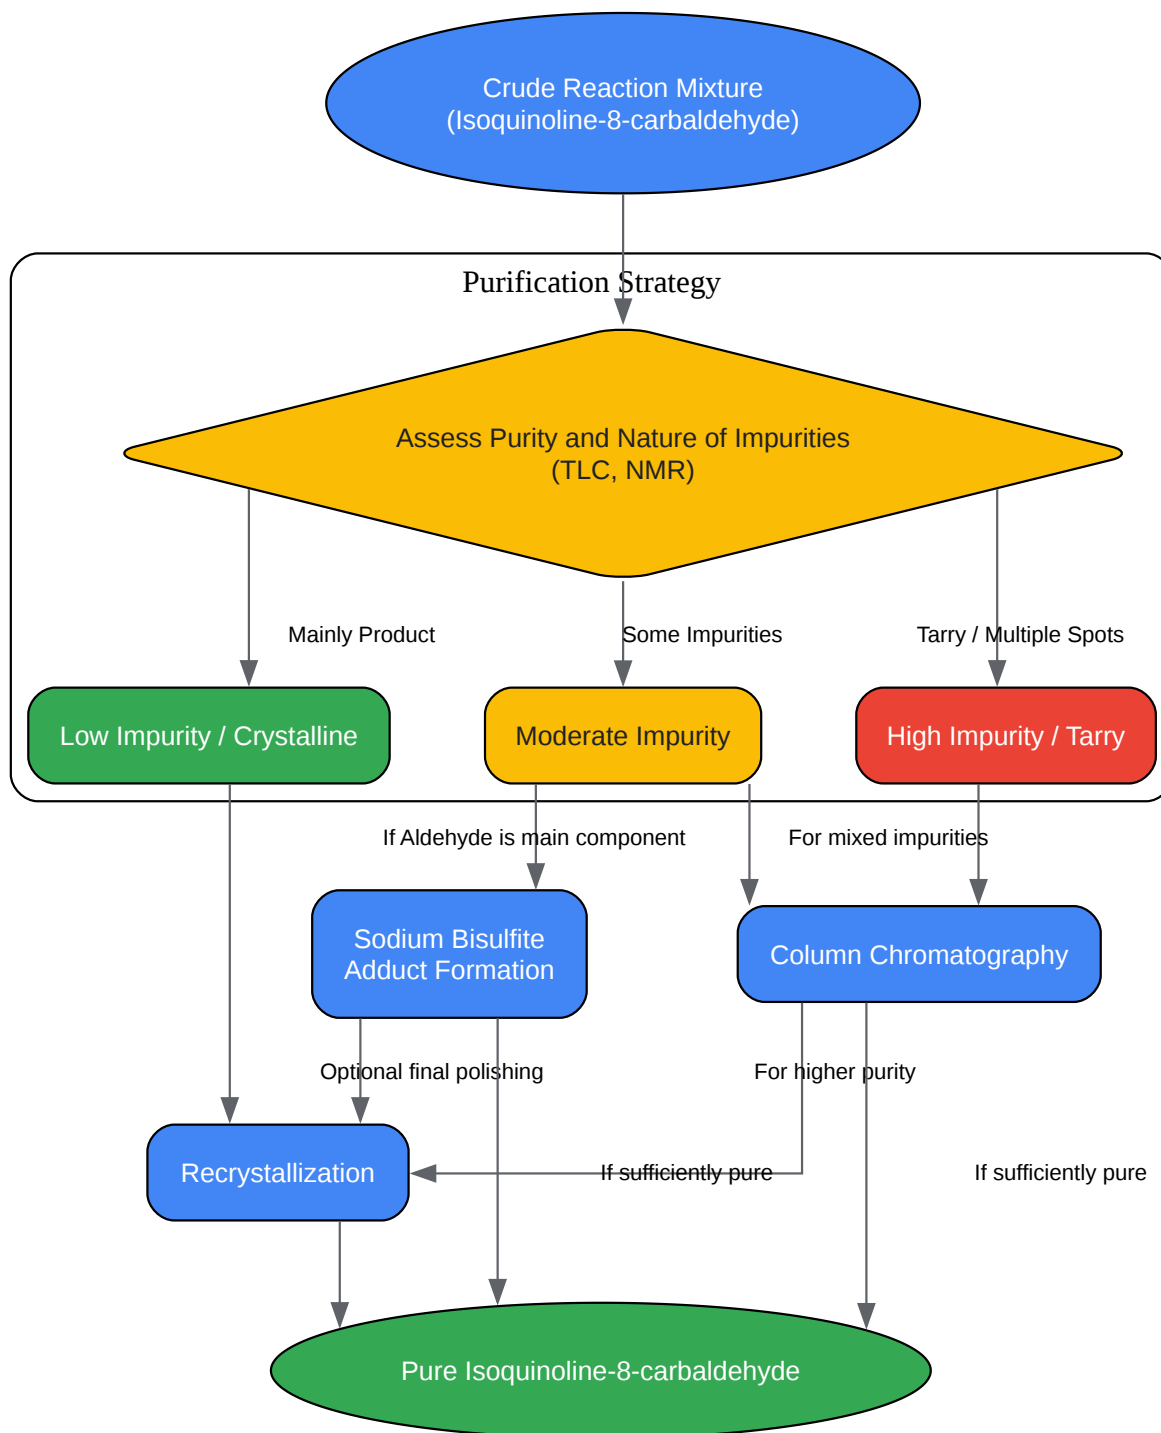 Crude Reaction Mixture
(Isoquinoline-8-carbaldehyde)
Purification Strategy
Assess Purity and Nature of Impurities
(TLC, NMR)
Mainly Product
Some Impurities
Tarry / Multiple Spots
Low Impurity / Crystalline
Moderate Impurity
High Impurity / Tarry
If Aldehyde is main component
For mixed impurities
Sodium Bisulfite
Adduct Formation
Column Chromatography
Optional final polishing
For higher purity
Recrystallization
If sufficiently pure
If sufficiently pure
Pure Isoquinoline-8-carbaldehyde